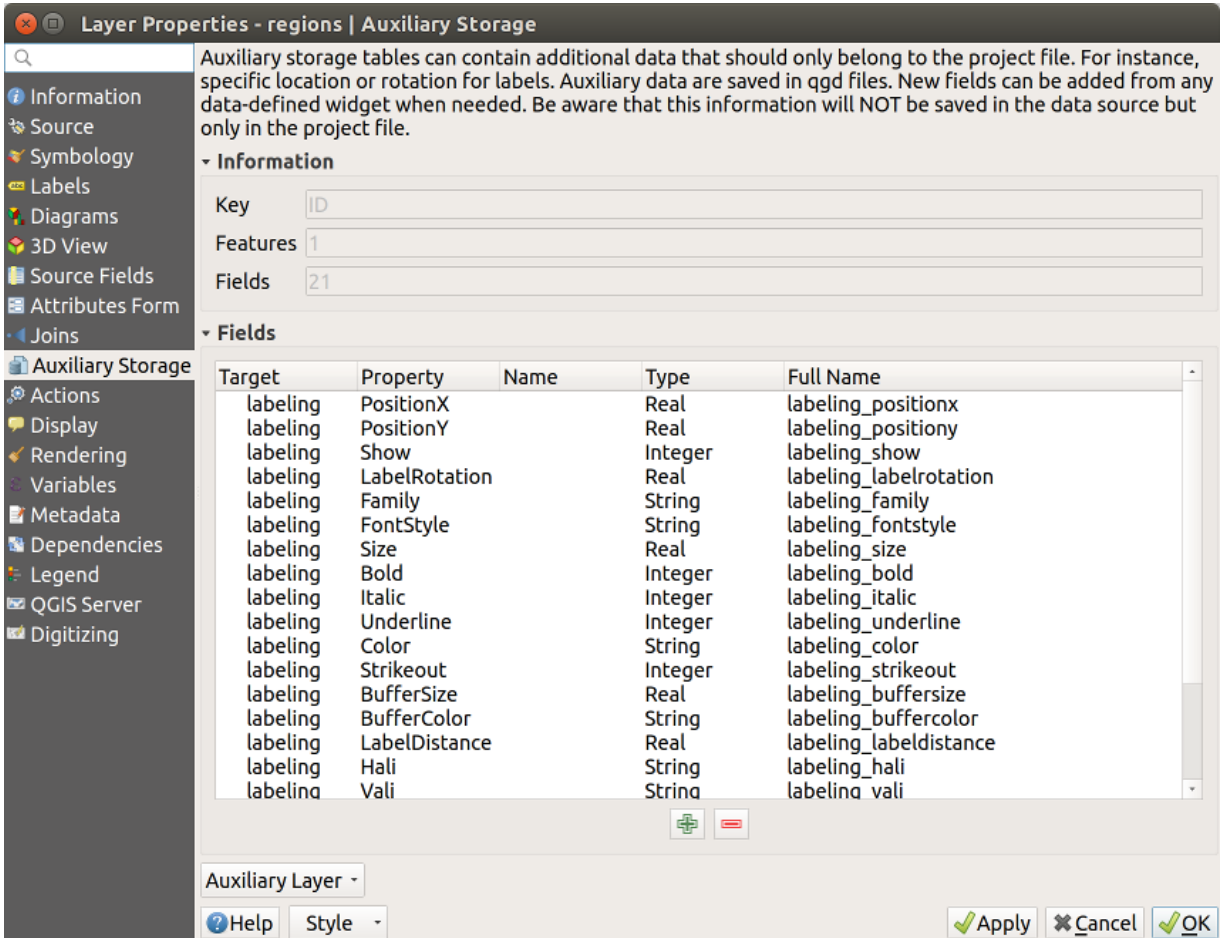 Layer Properties - regions | Auxiliary Storage
Information
Source
Symbology
Labels
Diagrams
3D View
Source Fields
Attributes Form
Joins
Auxiliary Storage
Actions
Display
Rendering
Variables
Metadata
Dependencies
Legend
QGIS Server
Digitizing
Auxiliary storage tables can contain additional data that should only belong to the project file. For instance,
specific location or rotation for labels. Auxiliary data are saved in qgd files. New fields can be added from any
data-defined widget when needed. Be aware that this information will NOT be saved in the data source but
only in the project file.
Information
Key ID
Features 1
Fields 21
Fields
Target Property Name Type Full Name
labeling PositionX Real labeling_positionx
labeling PositionY Real labeling_positiony
labeling Show Integer labeling_show
labeling LabelRotation Real labeling_labelrotation
labeling Family String labeling_family
labeling FontStyle String labeling_fontstyle
labeling Size Real labeling_size
labeling Bold Integer labeling_bold
labeling Italic Integer labeling_italic
labeling Underline Integer labeling_underline
labeling Color String labeling_color
labeling Strikeout Integer labeling_strikeout
labeling BufferSize Real labeling_buffersize
labeling BufferColor String labeling_buffercolor
labeling LabelDistance Real labeling_labeldistance
labeling Hali String labeling_hali
labeling Vali String labeling_vali
Auxiliary Layer
Help Style Apply Cancel OK